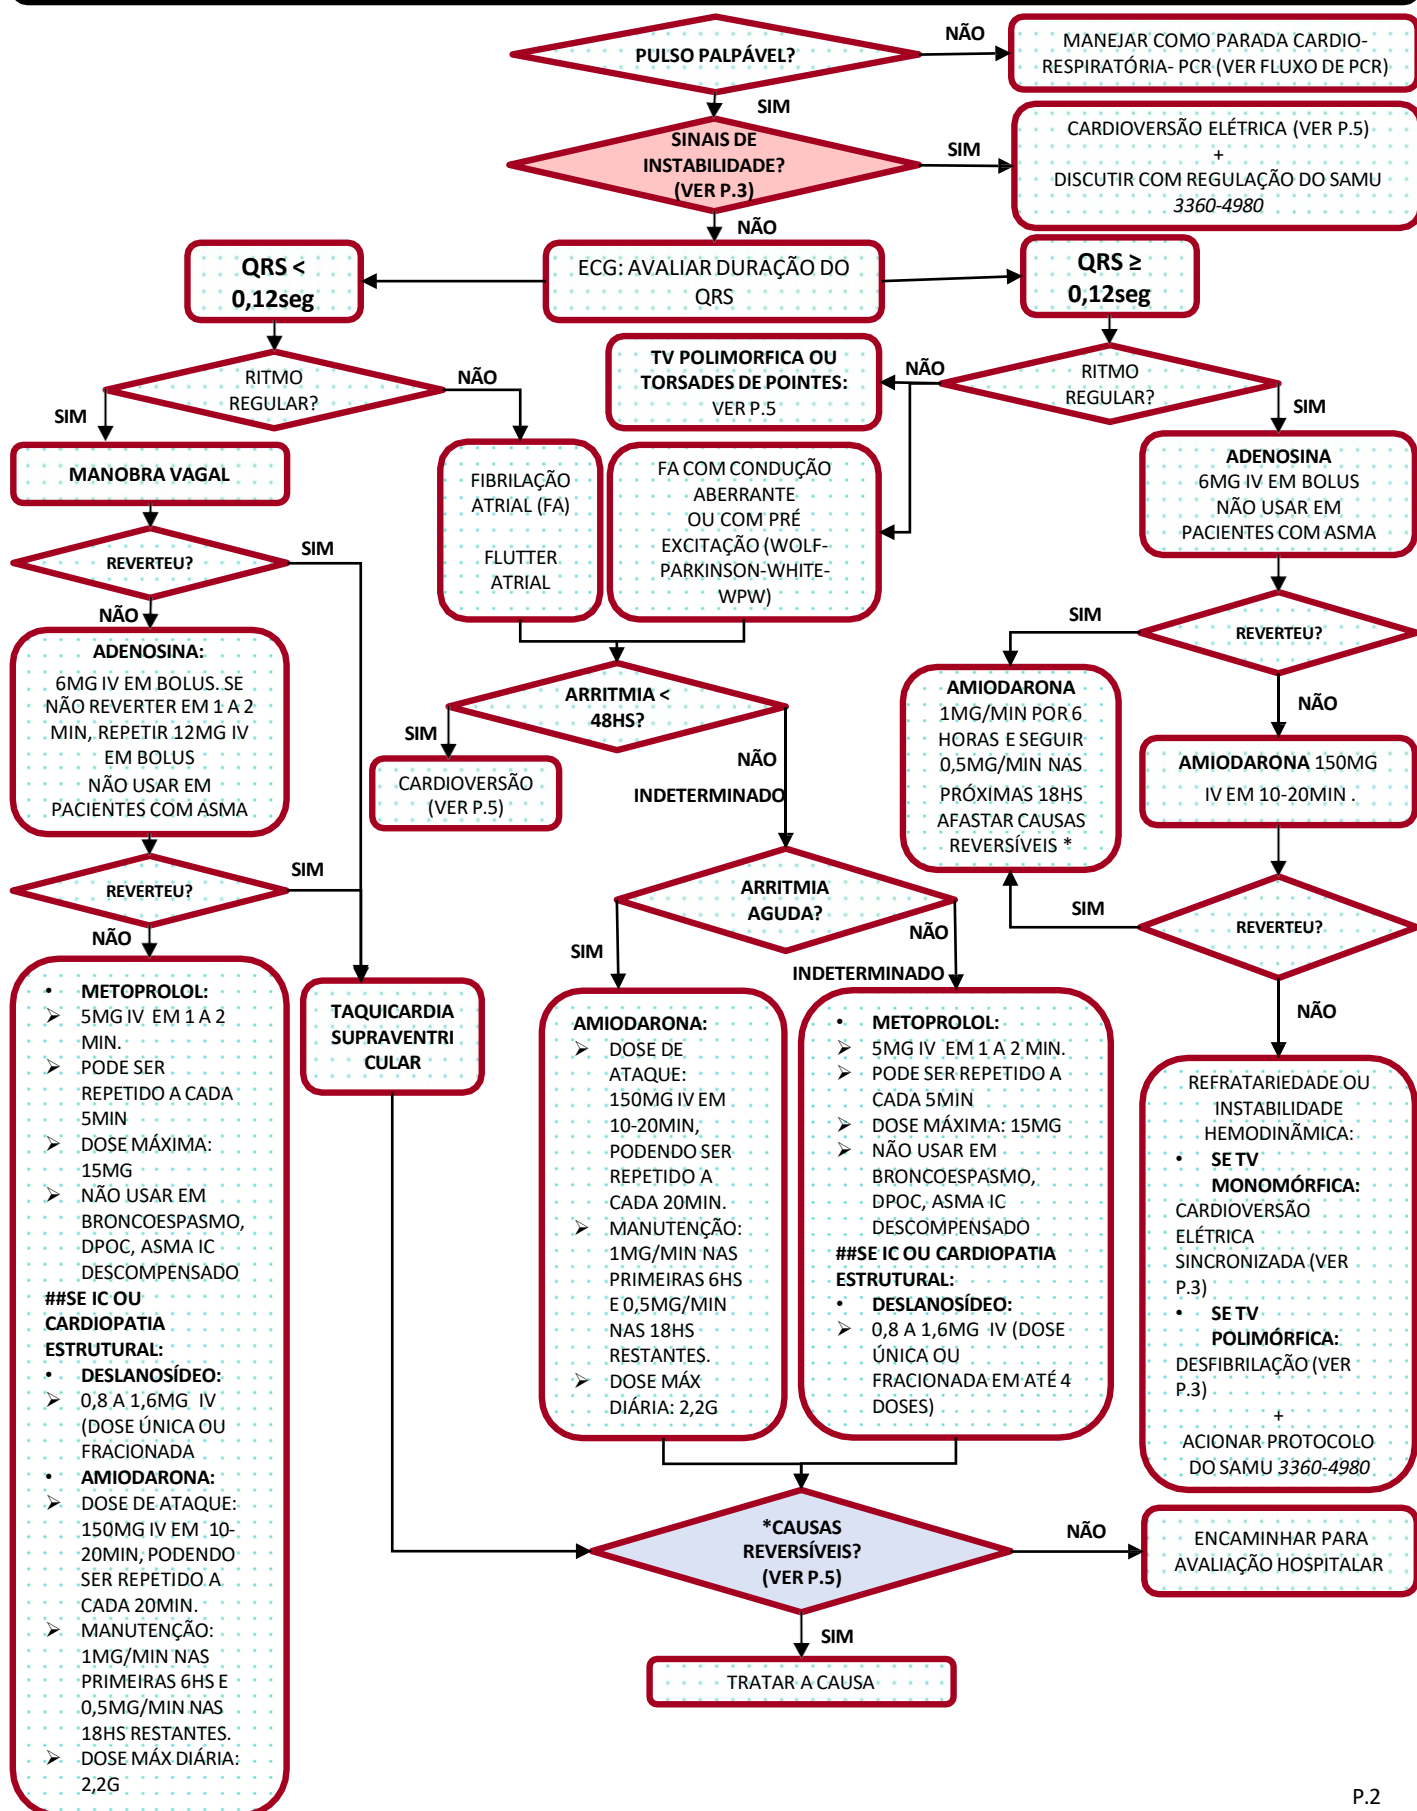 PULSO PALPÁVEL?
NÃO
MANEJAR COMO PARADA CARDIO-
RESPIRATÓRIA- PCR (VER FLUXO DE PCR)
SIM
SINAIS DE
INSTABILIDADE?
(VER P.3)
SIM
CARDIOVERSÃO ELÉTRICA (VER P.5)
+
DISCUTIR COM REGULAÇÃO DO SAMU
3360-4980
NÃO
ECG: AVALIAR DURAÇÃO DO
QRS
QRS <
0,12seg
QRS ≥
0,12seg
RITMO
REGULAR?
NÃO
SIM
TV POLIMORFICA OU
TORSADES DE POINTES:
VER P.5
NÃO
RITMO
REGULAR?
SIM
MANOBRA VAGAL
FIBRILAÇÃO
ATRIAL (FA)
FLUTTER
ATRIAL
FA COM CONDUÇÃO
ABERRANTE
OU COM PRÉ
EXCITAÇÃO (WOLF-
PARKINSON-WHITE-
WPW)
ADENOSINA
6MG IV EM BOLUS
NÃO USAR EM
PACIENTES COM ASMA
REVERTEU?
SIM
NÃO
ADENOSINA:
6MG IV EM BOLUS. SE
NÃO REVERTER EM 1 A 2
MIN, REPETIR 12MG IV
EM BOLUS
NÃO USAR EM
PACIENTES COM ASMA
REVERTEU?
SIM
NÃO
ARRITMIA <
48HS?
SIM
CARDIOVERSÃO
(VER P.5)
NÃO
INDETERMINADO
SIM
REVERTEU?
NÃO
AMIODARONA
1MG/MIN POR 6
HORAS E SEGUIR
0,5MG/MIN NAS
PRÓXIMAS 18HS
AFASTAR CAUSAS
REVERSÍVEIS *
AMIODARONA 150MG
IV EM 10-20MIN .
SIM
REVERTEU?
NÃO
ARRITMIA
AGUDA?
SIM
NÃO
INDETERMINADO
• METOPROLOL:
➢ 5MG IV EM 1 A 2
MIN.
➢ PODE SER
REPETIDO A CADA
5MIN
➢ DOSE MÁXIMA:
15MG
➢ NÃO USAR EM
BRONCOESPASMO,
DPOC, ASMA IC
DESCOMPENSADO
##SE IC OU
CARDIOPATIA
ESTRUTURAL:
• DESLANOSÍDEO:
➢ 0,8 A 1,6MG IV
(DOSE ÚNICA OU
FRACIONADA
• AMIODARONA:
➢ DOSE DE ATAQUE:
150MG IV EM 10-
20MIN, PODENDO
SER REPETIDO A
CADA 20MIN.
➢ MANUTENÇÃO:
1MG/MIN NAS
PRIMEIRAS 6HS E
0,5MG/MIN NAS
18HS RESTANTES.
➢ DOSE MÁX DIÁRIA:
2,2G
TAQUICARDIA
SUPRAVENTRI
CULAR
AMIODARONA:
➢ DOSE DE
ATAQUE:
150MG IV EM
10-20MIN,
PODENDO SER
REPETIDO A
CADA 20MIN.
➢ MANUTENÇÃO:
1MG/MIN NAS
PRIMEIRAS 6HS
E 0,5MG/MIN
NAS 18HS
RESTANTES.
➢ DOSE MÁX
DIÁRIA: 2,2G
• METOPROLOL:
➢ 5MG IV EM 1 A 2 MIN.
➢ PODE SER REPETIDO A
CADA 5MIN
➢ DOSE MÁXIMA: 15MG
➢ NÃO USAR EM
BRONCOESPASMO,
DPOC, ASMA IC
DESCOMPENSADO
##SE IC OU CARDIOPATIA
ESTRUTURAL:
• DESLANOSÍDEO:
➢ 0,8 A 1,6MG IV (DOSE
ÚNICA OU
FRACIONADA EM ATÉ 4
DOSES)
REFRATARIEDADE OU
INSTABILIDADE
HEMODINÃMICA:
• SE TV
MONOMÓRFICA:
CARDIOVERSÃO
ELÉTRICA
SINCRONIZADA (VER
P.3)
• SE TV
POLIMÓRFICA:
DESFIBRILAÇÃO (VER
P.3)
+
ACIONAR PROTOCOLO
DO SAMU 3360-4980
*CAUSAS
REVERSÍVEIS?
(VER P.5)
NÃO
ENCAMINHAR PARA
AVALIAÇÃO HOSPITALAR
SIM
TRATAR A CAUSA
P.2